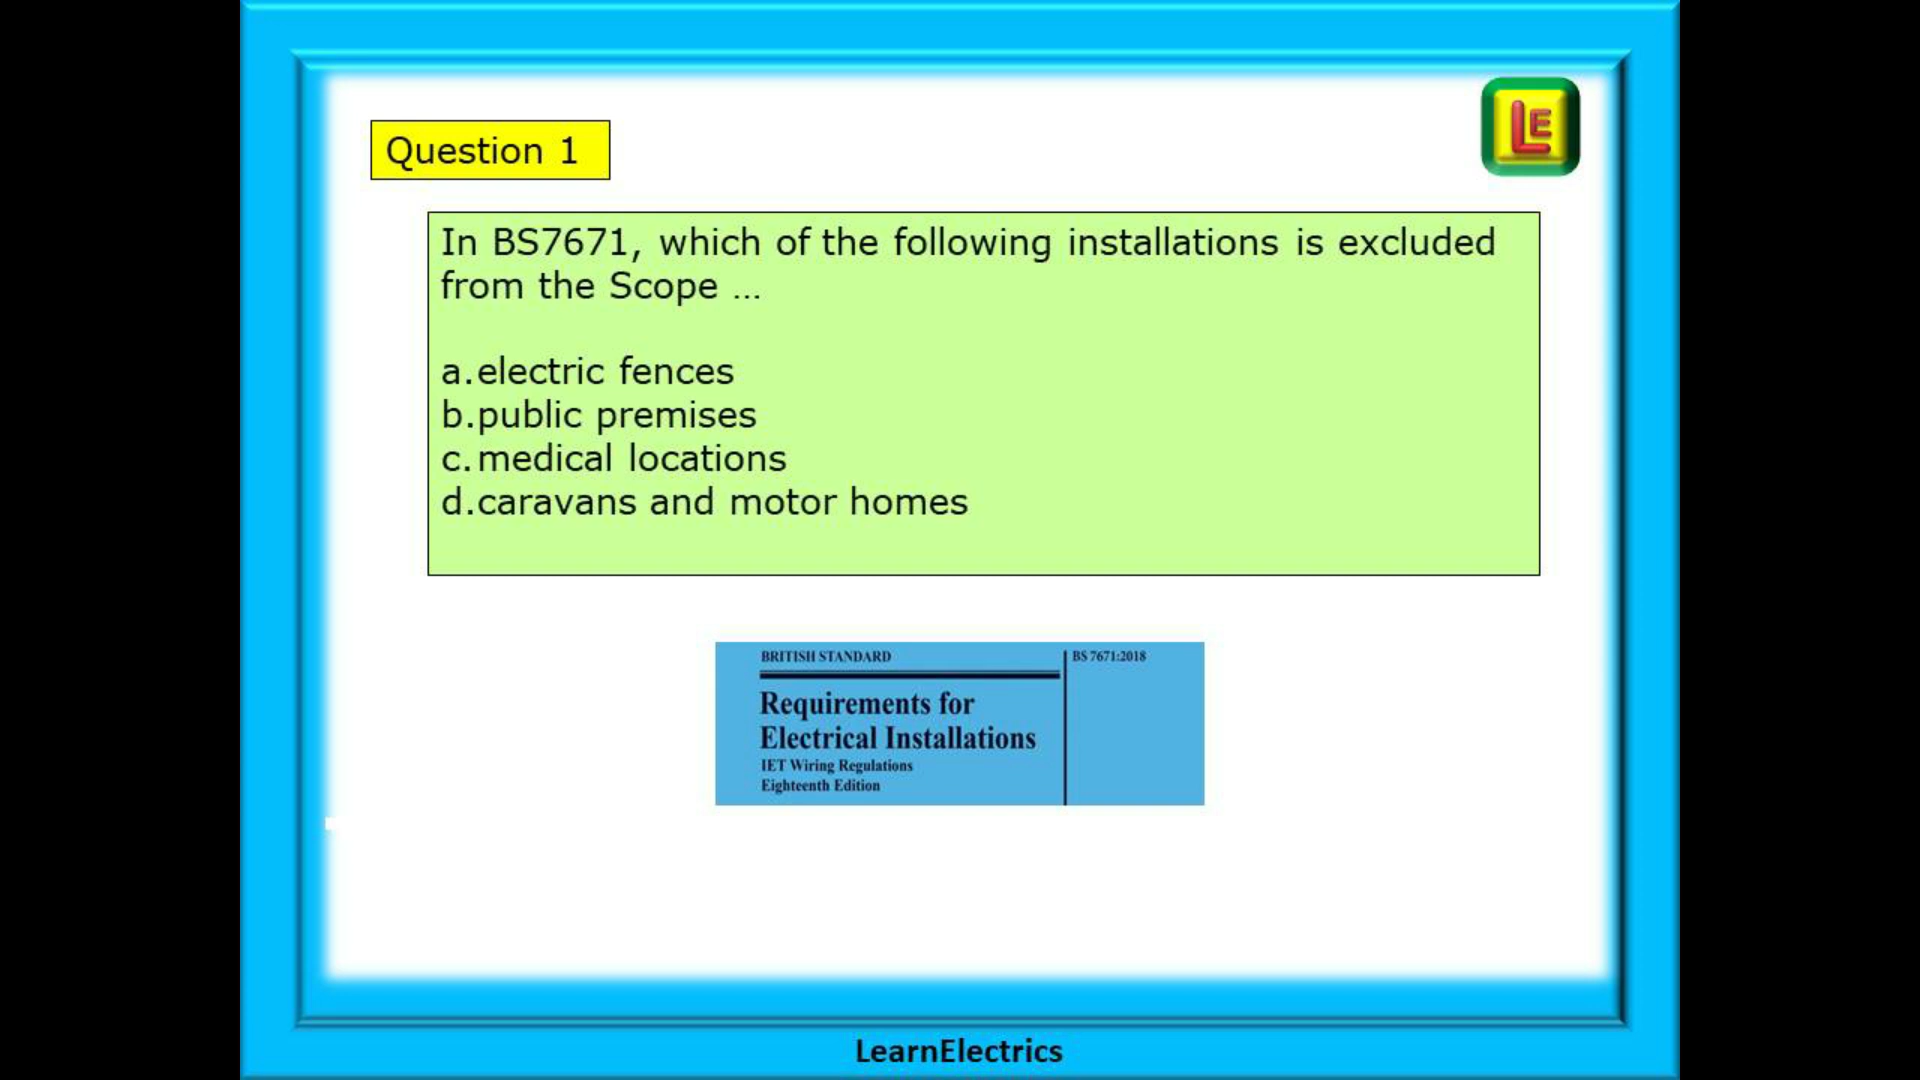 LE
Question 1
In BS7671, which of the following installations is excluded
from the Scope ...
a.electric fences
b.public premises
c.medical locations
d.caravans and motor homes
BRITISH STANDARD
BS 7671:2018
Requirements for
Electrical Installations
IET Wiring Regulations
Eighteenth Edition
LearnElectrics